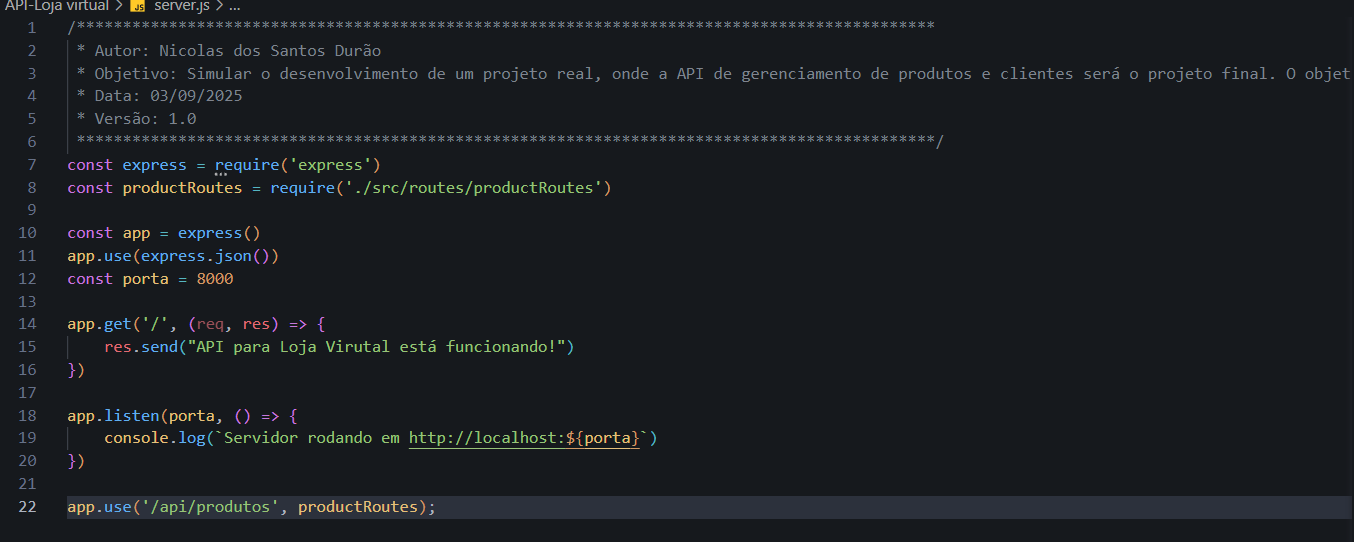 API-Loja virtual > JS server.js > ...
1 /*********************************************************************************************
2 * Autor: Nicolas dos Santos Durão
3 * Objetivo: Simular o desenvolvimento de um projeto real, onde a API de gerenciamento de produtos e clientes será o projeto final. O objet
4 * Data: 03/09/2025
5 * Versão: 1.0
6 *********************************************************************************************/
7 const express = require('express')
8 const productRoutes = require('./src/routes/productRoutes')
9
10 const app = express()
11 app.use(express.json())
12 const porta = 8000
13
14 app.get('/', (req, res) => {
15 res.send("API para Loja Virutal está funcionando!")
16 })
17
18 app.listen(porta, () => {
19 console.log(`Servidor rodando em http://localhost:${porta}`)
20 })
21
22 app.use('/api/produtos', productRoutes);